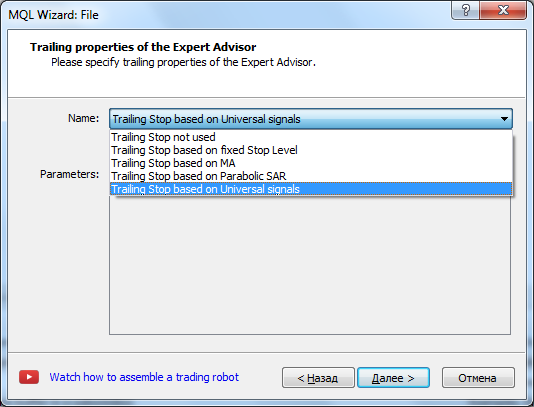 MQL Wizard: File
?
Trailing properties of the Expert Advisor
Please specify trailing properties of the Expert Advisor.
Name:
Trailing Stop based on Universal signals
Trailing Stop not used
Trailing Stop based on fixed Stop Level
Trailing Stop based on MA
Parameters:
Trailing Stop based on Parabolic SAR
Trailing Stop based on Universal signals
Watch how to assemble a trading robot
< Назад
Далее >
Отмена